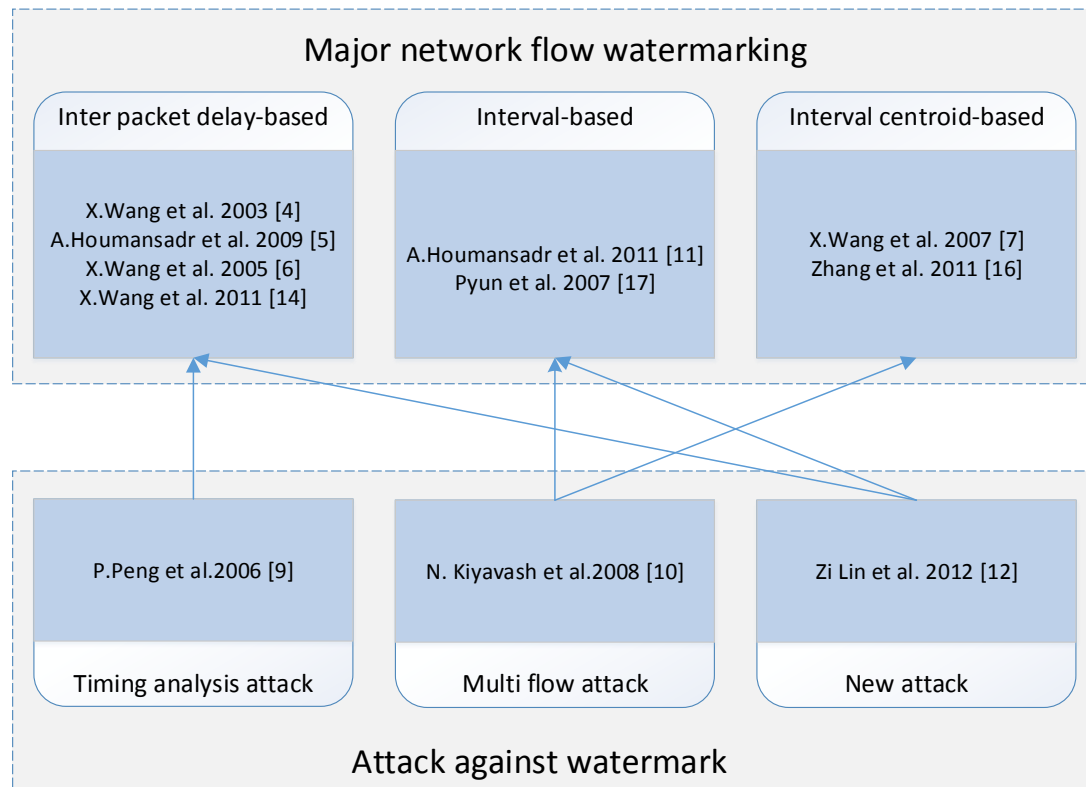 Major network flow watermarking
Inter packet delay-based
X.Wang et al. 2003 [4]
A.Houmansadr et al. 2009 [5]
X.Wang et al. 2005 [6]
X.Wang et al. 2011 [14]
Interval-based
A.Houmansadr et al. 2011 [11]
Pyun et al. 2007 [17]
Interval centroid-based
X.Wang et al. 2007 [7]
Zhang et al. 2011 [16]
P.Peng et al.2006 [9]
Timing analysis attack
N. Kiyavash et al.2008 [10]
Multi flow attack
Zi Lin et al. 2012 [12]
New attack
Attack against watermark